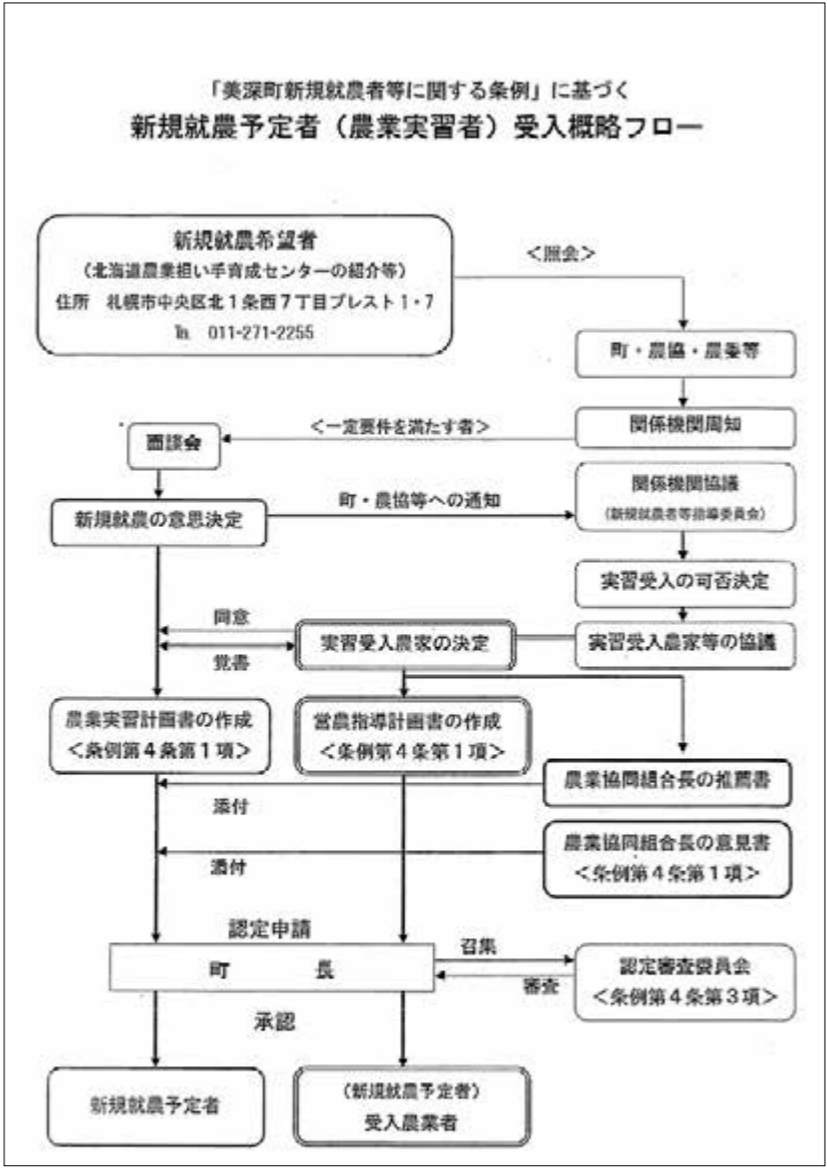 「美深町新規就農者等に関する条例」に基づく
新規就農予定者（農業実習者）受入概略フロー
新規就農希望者
（北海道農業担い手育成センターの紹介等）
住所　札幌市中央区北１条西７丁目プレスト１・７
℡　011-271-2255
＜照会＞
町・農協・農委等
関係機関周知
＜一定要件を満たす者＞
面談会
新規就農の意思決定
町・農協等への通知
関係機関協議
（新規就農者等指導委員会）
実習受入の可否決定
実習受入農家等の協議
同意
実習受入農家の決定
覚書
農業実習計画書の作成
＜条例第４条第１項＞
営農指導計画書の作成
＜条例第４条第１項＞
農業協同組合長の推薦書
添付
農業協同組合長の意見書
＜条例第４条第１項＞
添付
認定申請
町　　　長
召集
審査
認定審査委員会
＜条例第４条第３項＞
承認
新規就農予定者
（新規就農予定者）
受入農業者